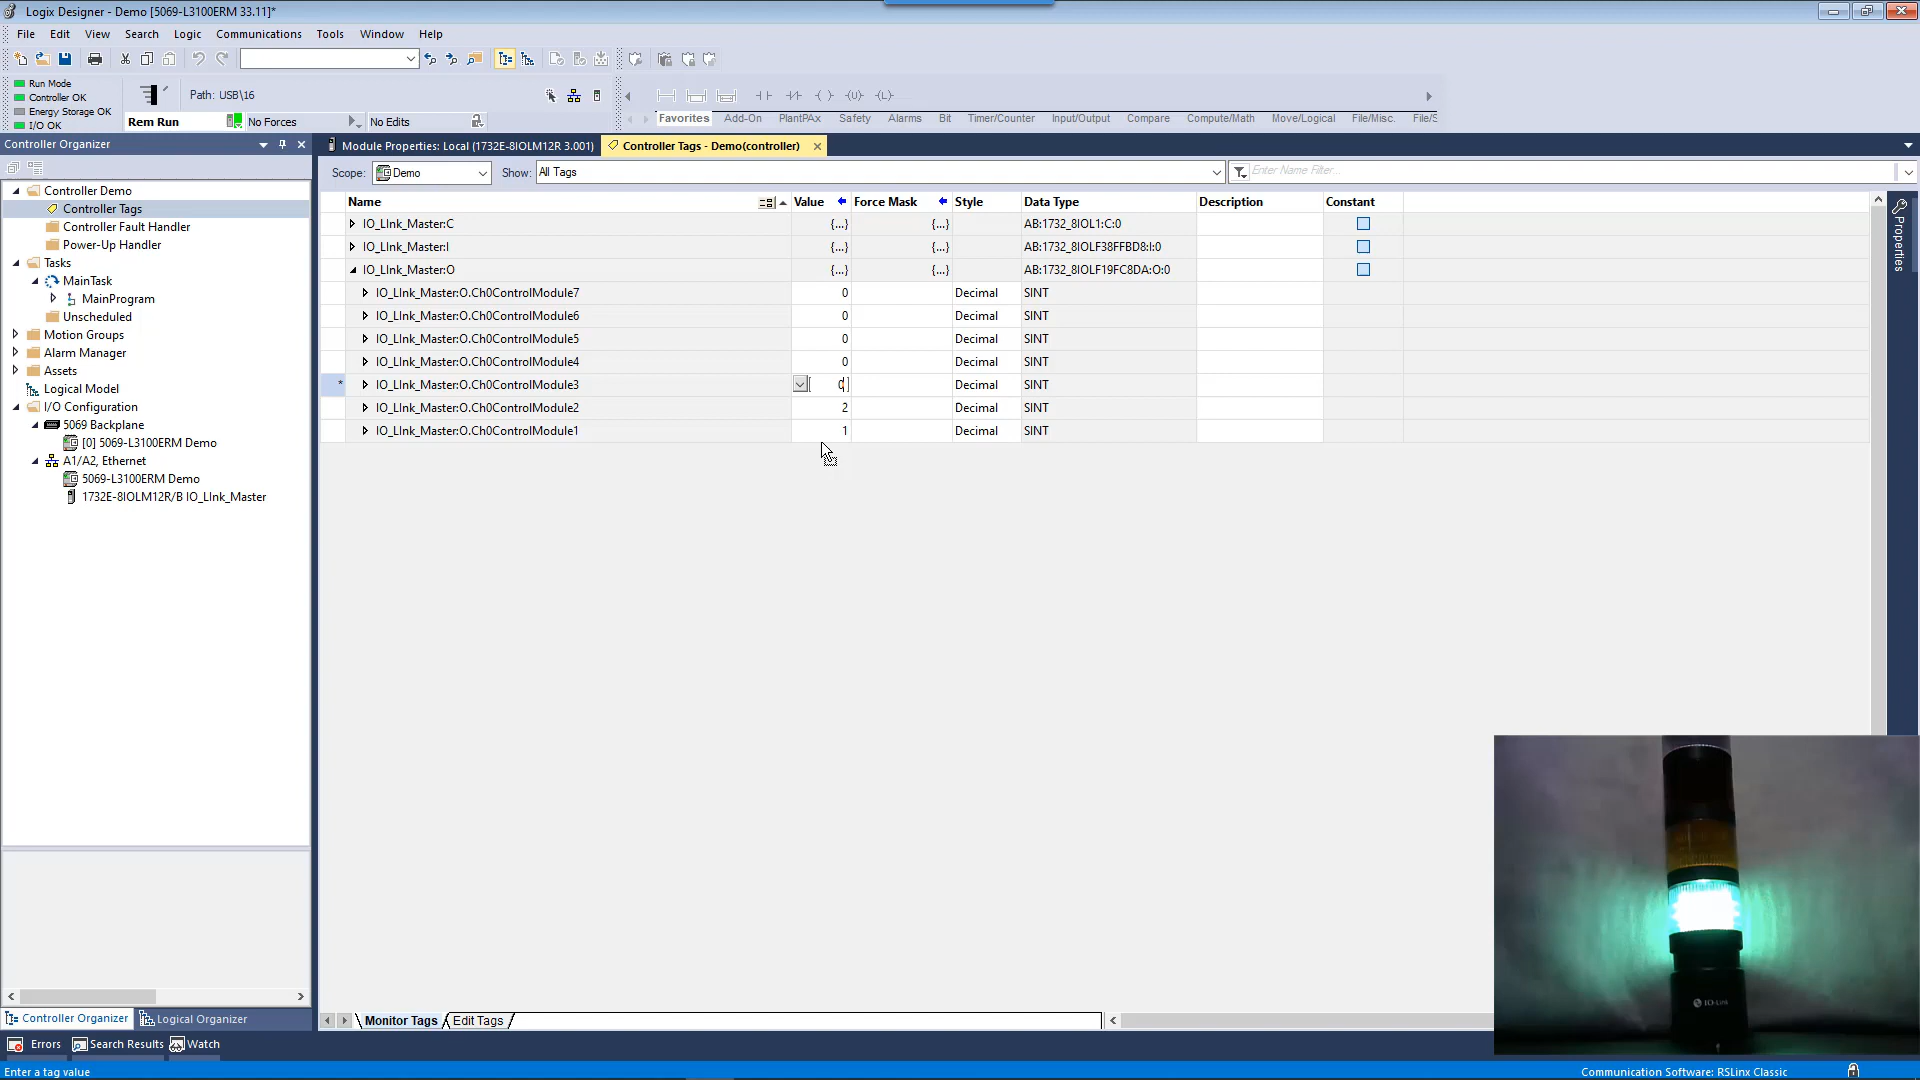 Logix Designer - Demo [5069-L3100ERM 33.11]*
File Edit View Search Logic Communications Tools Window Help
Run Mode
Controller OK
Energy Storage OK
I/O OK
Path: USB\16
Rem Run No Forces No Edits
Favorites Add-On PlantPAx Safety Alarms Bit Timer/Counter Input/Output Compare Compute/Math Move/Logical File/Misc. File/S
Controller Organizer
Module Properties: Local (1732E-8IOLM12R 3.001) Controller Tags - Demo(controller)
Scope: Demo Show: All Tags Enter Name Filter...
Controller Demo
Controller Tags
Controller Fault Handler
Power-Up Handler
Tasks
MainTask
MainProgram
Unscheduled
Motion Groups
Alarm Manager
Assets
Logical Model
I/O Configuration
5069 Backplane
[0] 5069-L3100ERM Demo
A1/A2, Ethernet
5069-L3100ERM Demo
1732E-8IOLM12R/B IO_LInk_Master
Name Value Force Mask Style Data Type Description Constant
IO_LInk_Master:C {...} {...} AB:1732_8IOL1:C:0
IO_LInk_Master:I {...} {...} AB:1732_8IOLF38FFBD8:I:0
IO_LInk_Master:O {...} {...} AB:1732_8IOLF19FC8DA:O:0
IO_LInk_Master:O.Ch0ControlModule7 0 Decimal SINT
IO_LInk_Master:O.Ch0ControlModule6 0 Decimal SINT
IO_LInk_Master:O.Ch0ControlModule5 0 Decimal SINT
IO_LInk_Master:O.Ch0ControlModule4 0 Decimal SINT
* IO_LInk_Master:O.Ch0ControlModule3 [ 0 ] Decimal SINT
IO_LInk_Master:O.Ch0ControlModule2 2 Decimal SINT
IO_LInk_Master:O.Ch0ControlModule1 1 Decimal SINT
Properties
IO-Link
Controller Organizer Logical Organizer
Monitor Tags Edit Tags
Errors Search Results Watch
Enter a tag value
Communication Software: RSLinx Classic